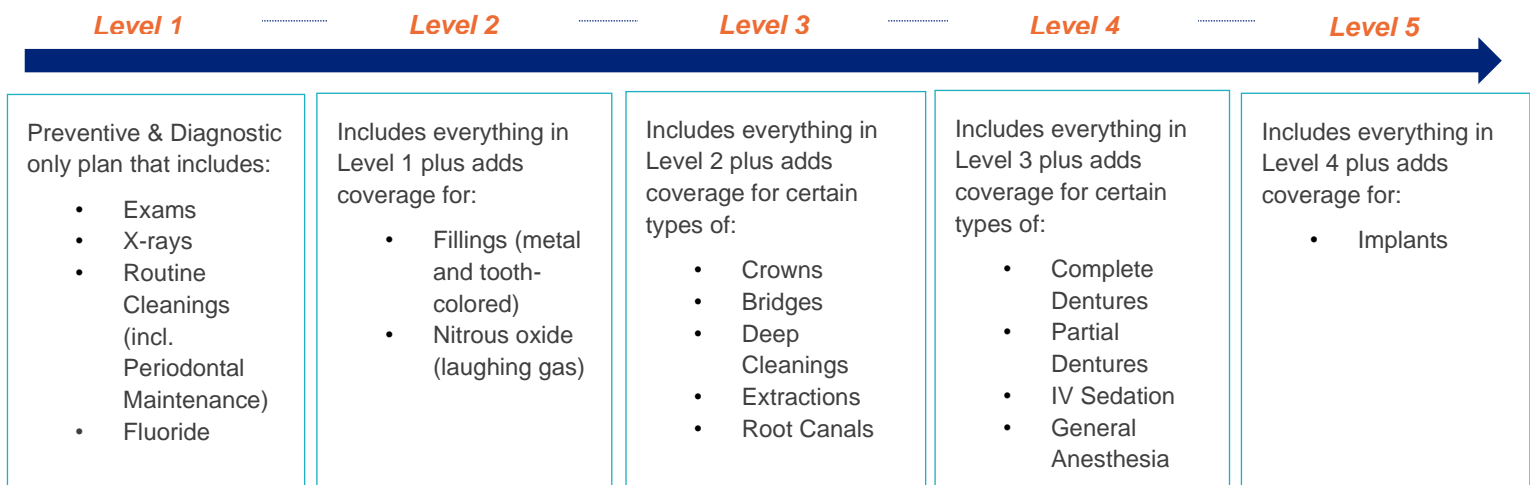 Level 1
Level 2
Level 3
Level 4
Level 5
Preventive & Diagnostic
only plan that includes:
• Exams
• X-rays
• Routine
Cleanings
(incl.
Periodontal
Maintenance)
• Fluoride
Includes everything in
Level 1 plus adds
coverage for:
• Fillings (metal
and tooth-
colored)
• Nitrous oxide
(laughing gas)
Includes everything in
Level 2 plus adds
coverage for certain
types of:
• Crowns
• Bridges
• Deep
Cleanings
• Extractions
• Root Canals
Includes everything in
Level 3 plus adds
coverage for certain
types of:
• Complete
Dentures
• Partial
Dentures
• IV Sedation
• General
Anesthesia
Includes everything in
Level 4 plus adds
coverage for:
• Implants